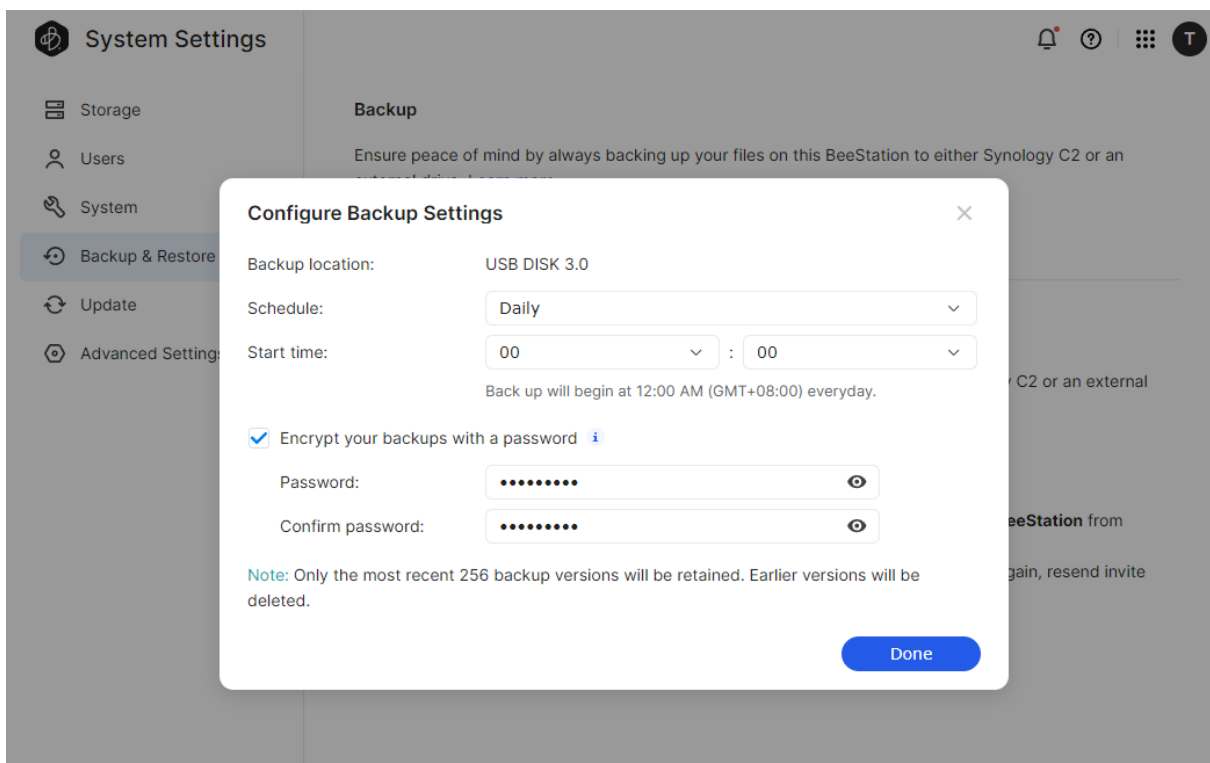 System Settings
T
Storage
Users
System
Backup & Restore
Update
Advanced Setting
Backup
Ensure peace of mind by always backing up your files on this BeeStation to either Synology C2 or an
external drive. Learn more
Configure Backup Settings
Backup location: USB DISK 3.0
Schedule: Daily
Start time: 00 : 00
Back up will begin at 12:00 AM (GMT+08:00) everyday.
Encrypt your backups with a password i
Password: •••••••••
Confirm password: •••••••••
Note: Only the most recent 256 backup versions will be retained. Earlier versions will be
deleted.
Done
C2 or an external
eeStation from
gain, resend invite